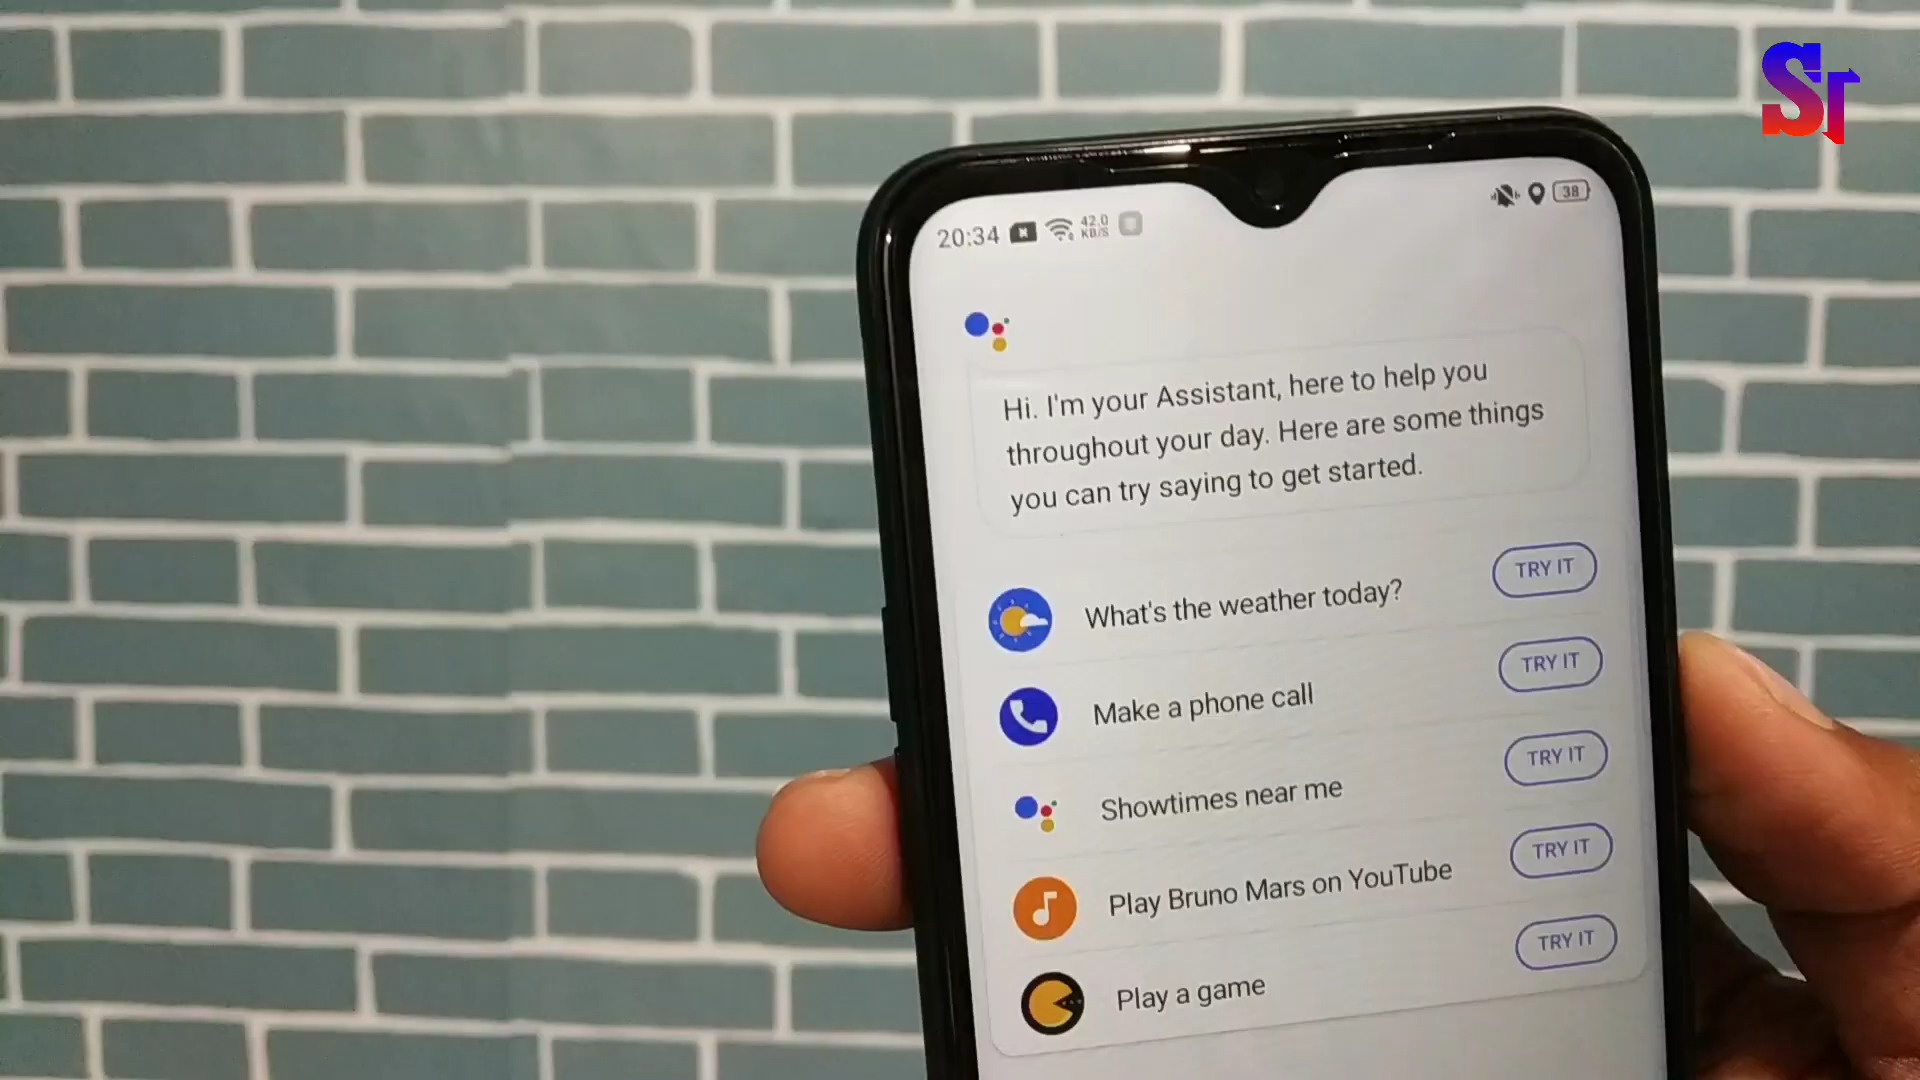 ST
20:34
42.0
KB/S
38
Hi. I'm your Assistant, here to help you
throughout your day. Here are some things
you can try saying to get started.
What's the weather today?
TRY IT
Make a phone call
TRY IT
Showtimes near me
TRY IT
Play Bruno Mars on YouTube
TRY IT
Play a game
TRY IT